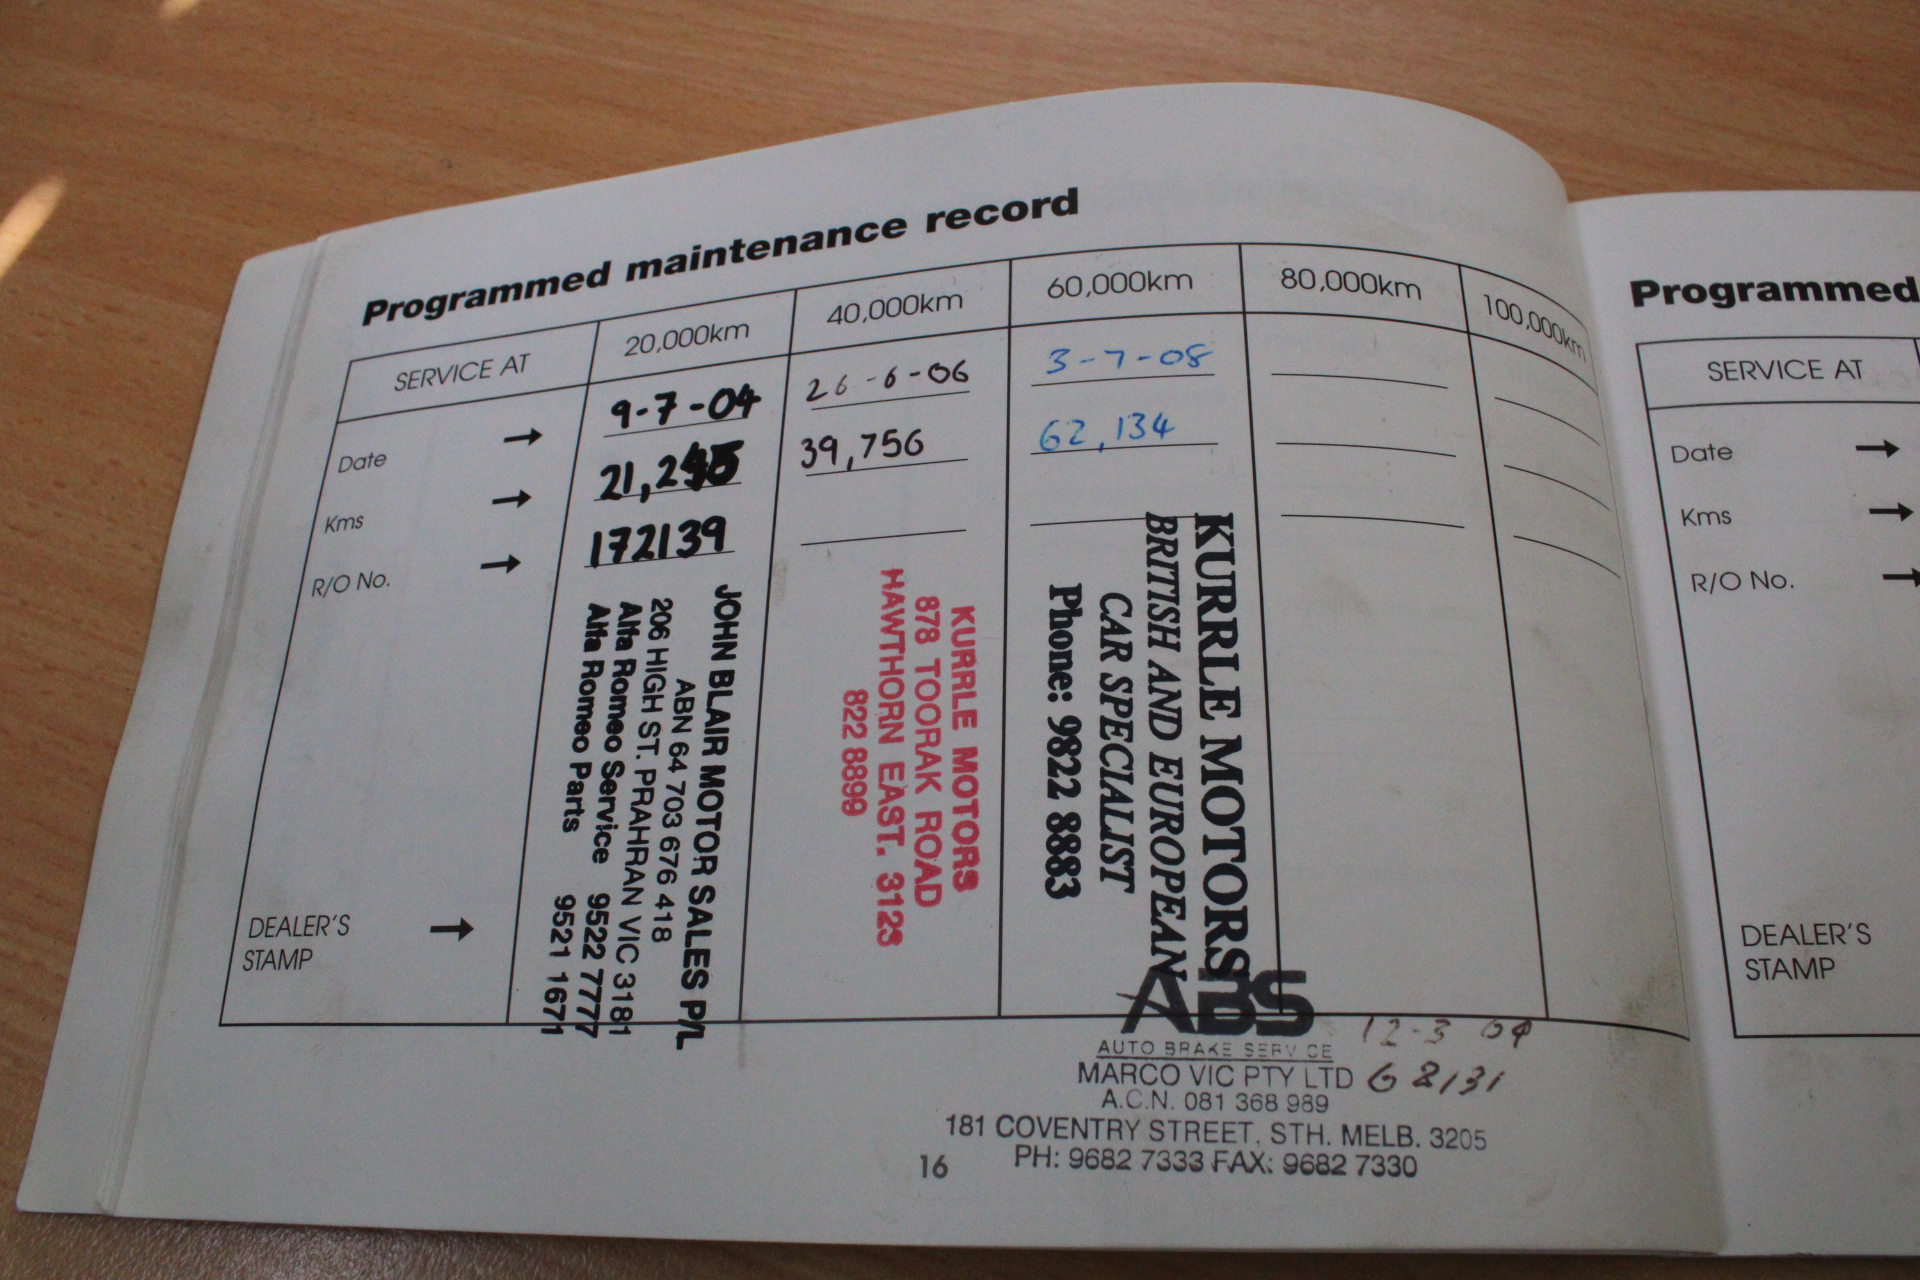 Programmed maintenance record
SERVICE AT
20,000km
40,000km
60,000km
80,000km
100,000km
Date →
9-7-04
26-6-06
3-7-08
Kms →
39,756
62,134
R/O No. →
172139
DEALER'S
STAMP →
JOHN BLAIR MOTOR SALES P/L
ABN 64 703 676 418
206 HIGH ST. PRAHRAN VIC 3181
Alfa Romeo Service 9522 7777
Alfa Romeo Parts 9521 1671
KURRLE MOTORS
878 TOORAK ROAD
HAWTHORN EAST. 3123
822 8899
KURRLE MOTORS
BRITISH AND EUROPEAN
CAR SPECIALIST
Phone: 9822 8883
ABS
AUTO BRAKE SERVICE
MARCO VIC PTY LTD
A.C.N. 081 368 989
181 COVENTRY STREET, STH. MELB. 3205
PH: 9682 7333 FAX: 9682 7330
12-3 09
68131
16
Programmed
SERVICE AT
Date →
Kms →
R/O No. →
DEALER'S
STAMP